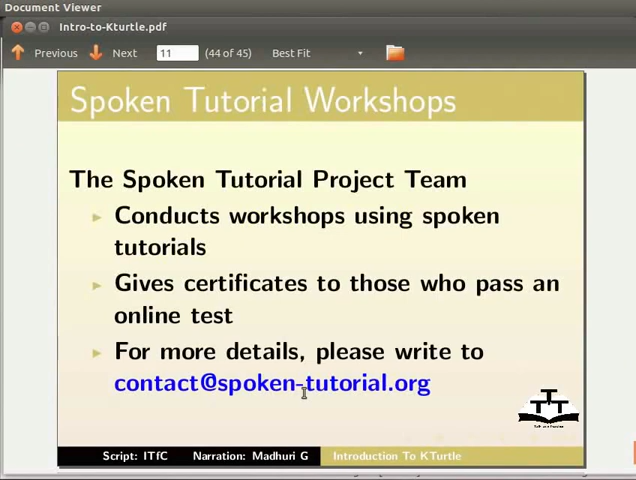 Document Viewer
Intro-to-Kturtle.pdf
Previous Next 11 (44 of 45) Best Fit
Spoken Tutorial Workshops
The Spoken Tutorial Project Team
Conducts workshops using spoken
tutorials
Gives certificates to those who pass an
online test
For more details, please write to
contact@spoken-tutorial.org
Script: ITfC Narration: Madhuri G Introduction To KTurtle